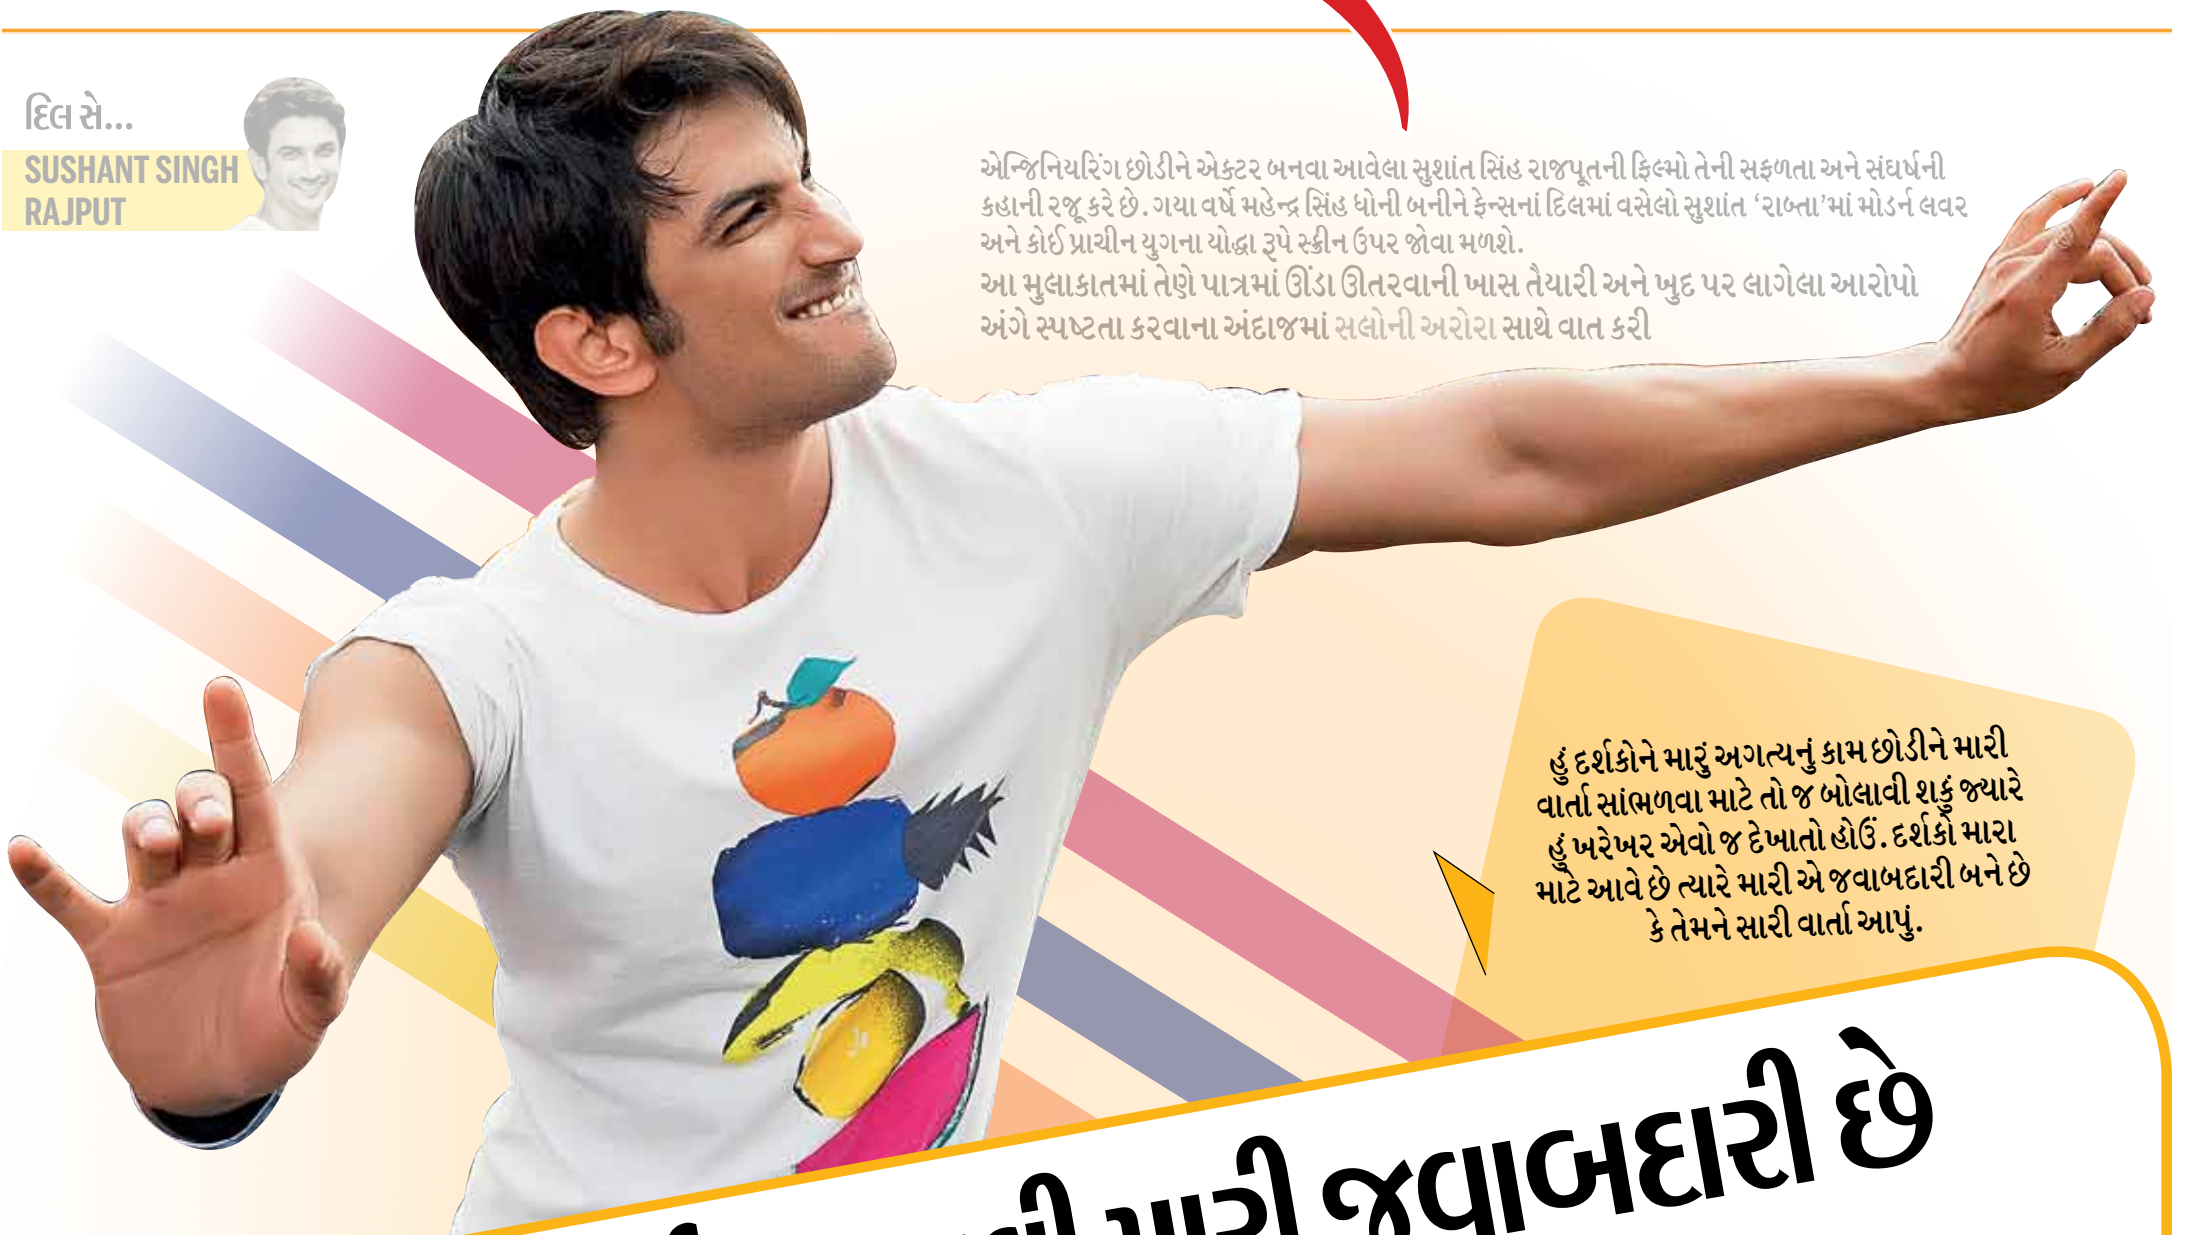 દિલ સે...
SUSHANT SINGH
RAJPUT
એન્જિનિયરિંગ છોડીને એક્ટર બનવા આવેલા સુશાંત સિંહ રાજપૂતની ફિલ્મો તેની સફળતા અને સંઘર્ષની
કહાની રજૂ કરે છે. ગયા વર્ષે મહેન્દ્ર સિંહ ધોની બનીને ફેન્સનાં દિલમાં વસેલો સુશાંત ‘રાબ્તા’માં મોડર્ન લવર
અને કોઈ પ્રાચીન યુગના યોદ્ધા રૂપે સ્ક્રીન ઉપર જોવા મળશે.
આ મુલાકાતમાં તેણે પાત્રમાં ઊંડા ઊતરવાની ખાસ તૈયારી અને ખુદ પર લાગેલા આરોપો
અંગે સ્પષ્ટતા કરવાના અંદાજમાં સલોની અરોરા સાથે વાત કરી
હું દર્શકોને મારું અગત્યનું કામ છોડીને મારી
વાર્તા સાંભળવા માટે તો જ બોલાવી શકું જ્યારે
હું ખરેખર એવો જ દેખાતો હોઉં. દર્શકો મારા
માટે આવે છે ત્યારે મારી એ જવાબદારી બને છે
કે તેમને સારી વાર્તા આપું.
મારી જવાબદારી છે